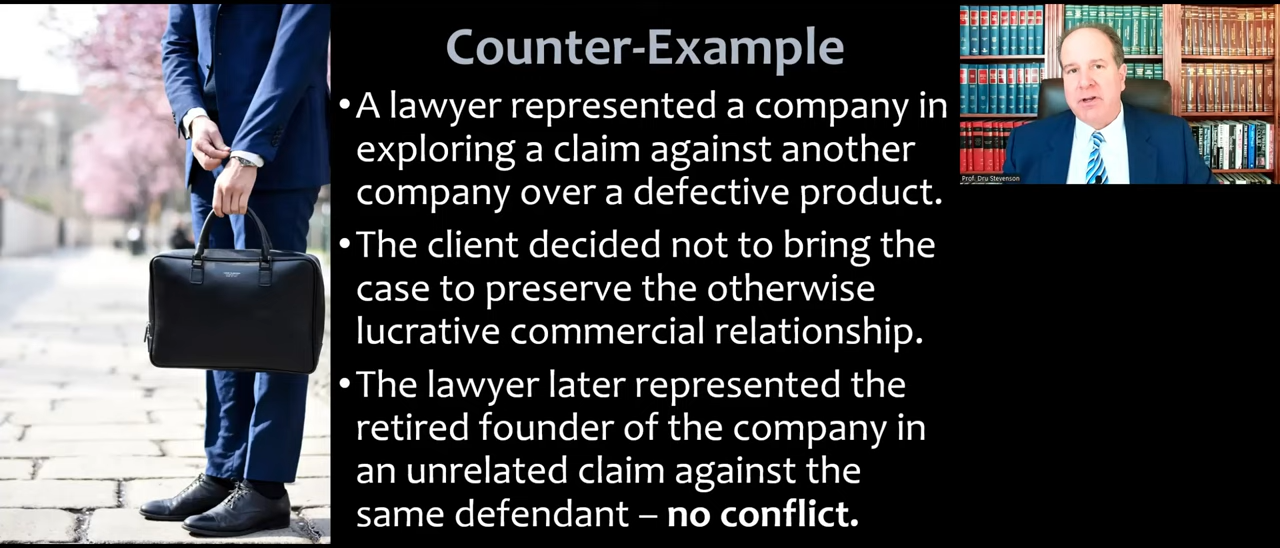 Counter-Example
•A lawyer represented a company in
exploring a claim against another
company over a defective product.
•The client decided not to bring the
case to preserve the otherwise
lucrative commercial relationship.
•The lawyer later represented the
retired founder of the company in
an unrelated claim against the
same defendant – no conflict.
Prof. Dru Stevenson